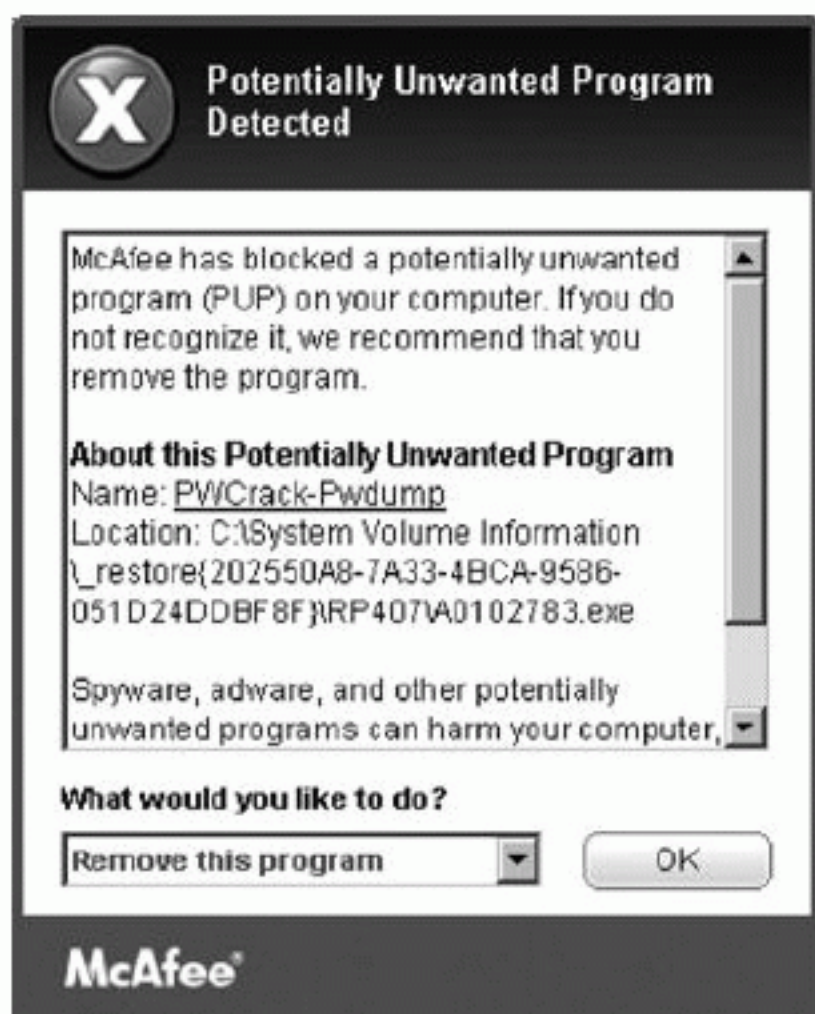 X
Potentially Unwanted Program
Detected
McAfee has blocked a potentially unwanted
program (PUP) on your computer. If you do
not recognize it, we recommend that you
remove the program.
About this Potentially Unwanted Program
Name: PWCrack-Pwdump
Location: C:\System Volume Information
\_restore{202550A8-7A33-4BCA-9586-
051D24DDBF8F}\RP407\A0102783.exe
Spyware, adware, and other potentially
unwanted programs can harm your computer,
What would you like to do?
Remove this program
OK
McAfee®